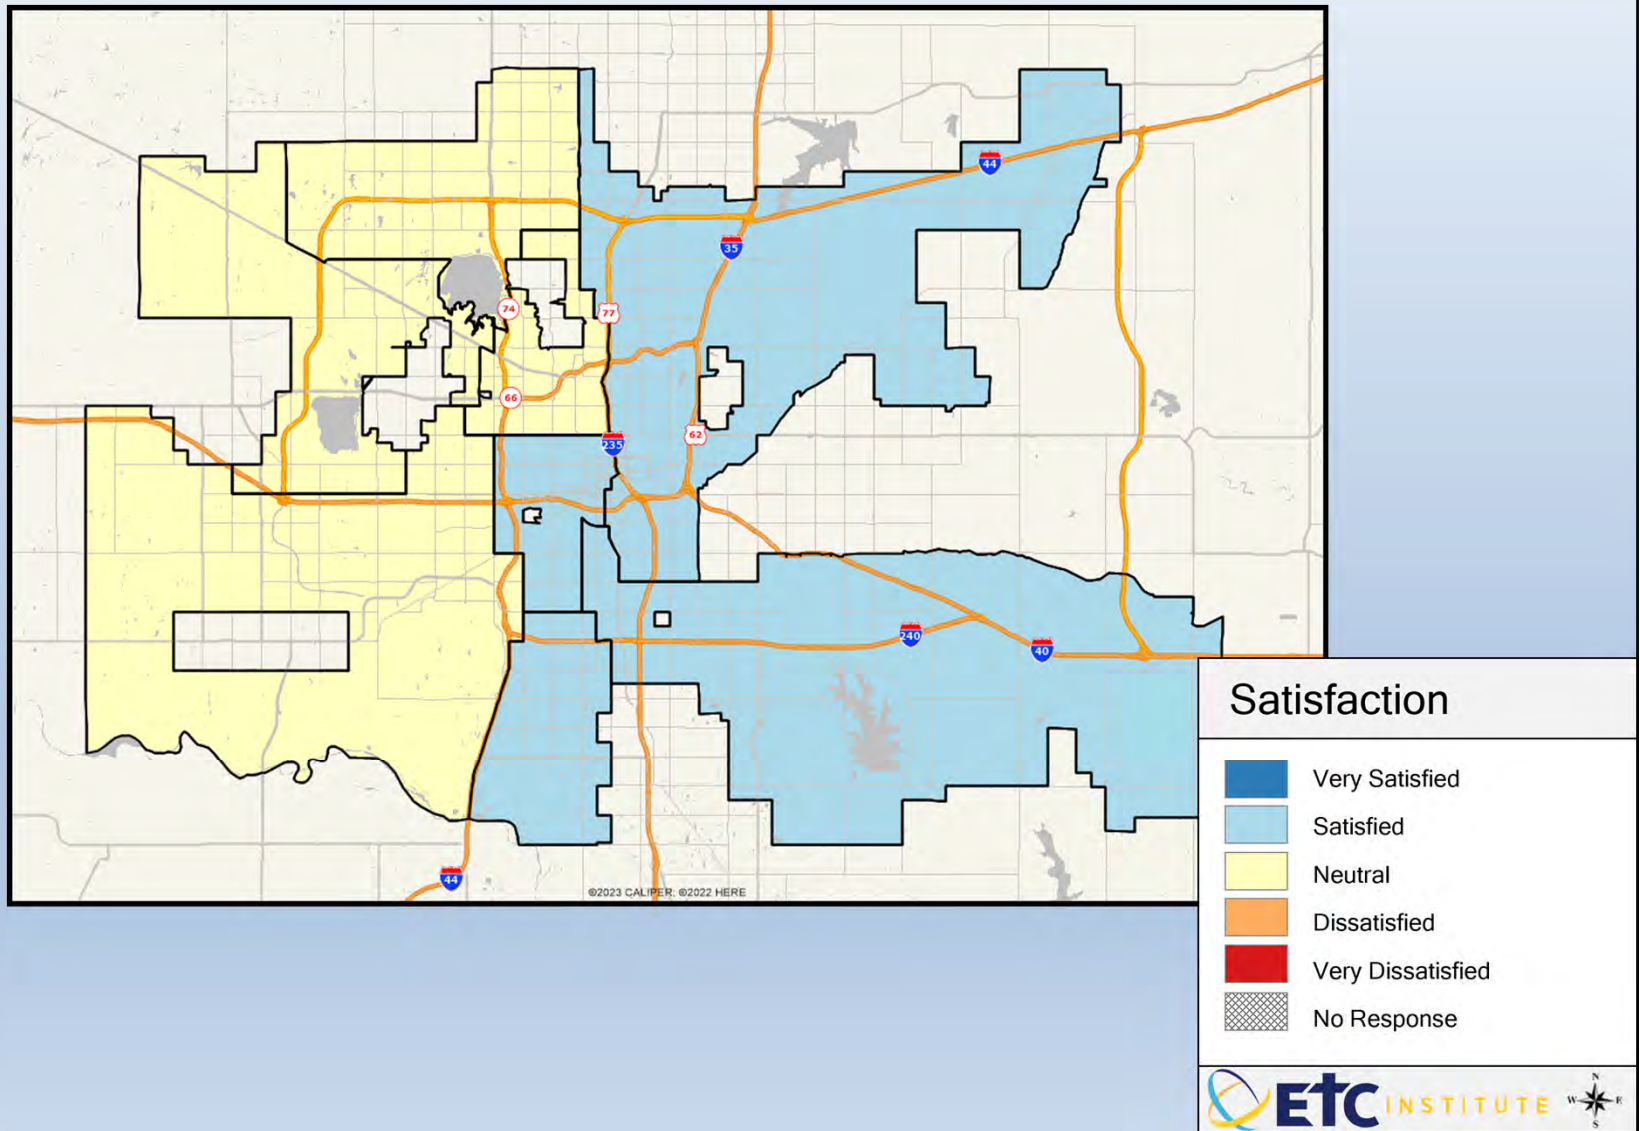 44
35
74
77
66
235
62
240
40
44
©2023 CALIPER; ©2022 HERE
Satisfaction
Very Satisfied
Satisfied
Neutral
Dissatisfied
Very Dissatisfied
No Response
ETC INSTITUTE
N
W E
S